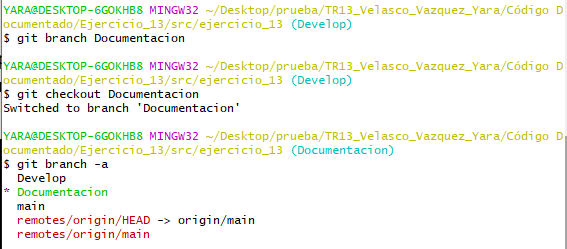 YARA@DESKTOP-6GOKHB8 MINGW32 ~/Desktop/prueba/TR13_Velasco_Vazquez_Yara/Código D
ocumentado/Ejercicio_13/src/ejercicio_13 (Develop)
$ git branch Documentacion
YARA@DESKTOP-6GOKHB8 MINGW32 ~/Desktop/prueba/TR13_Velasco_Vazquez_Yara/Código D
ocumentado/Ejercicio_13/src/ejercicio_13 (Develop)
$ git checkout Documentacion
Switched to branch 'Documentacion'
YARA@DESKTOP-6GOKHB8 MINGW32 ~/Desktop/prueba/TR13_Velasco_Vazquez_Yara/Código D
ocumentado/Ejercicio_13/src/ejercicio_13 (Documentacion)
$ git branch -a
Develop
* Documentacion
main
remotes/origin/HEAD -> origin/main
remotes/origin/main